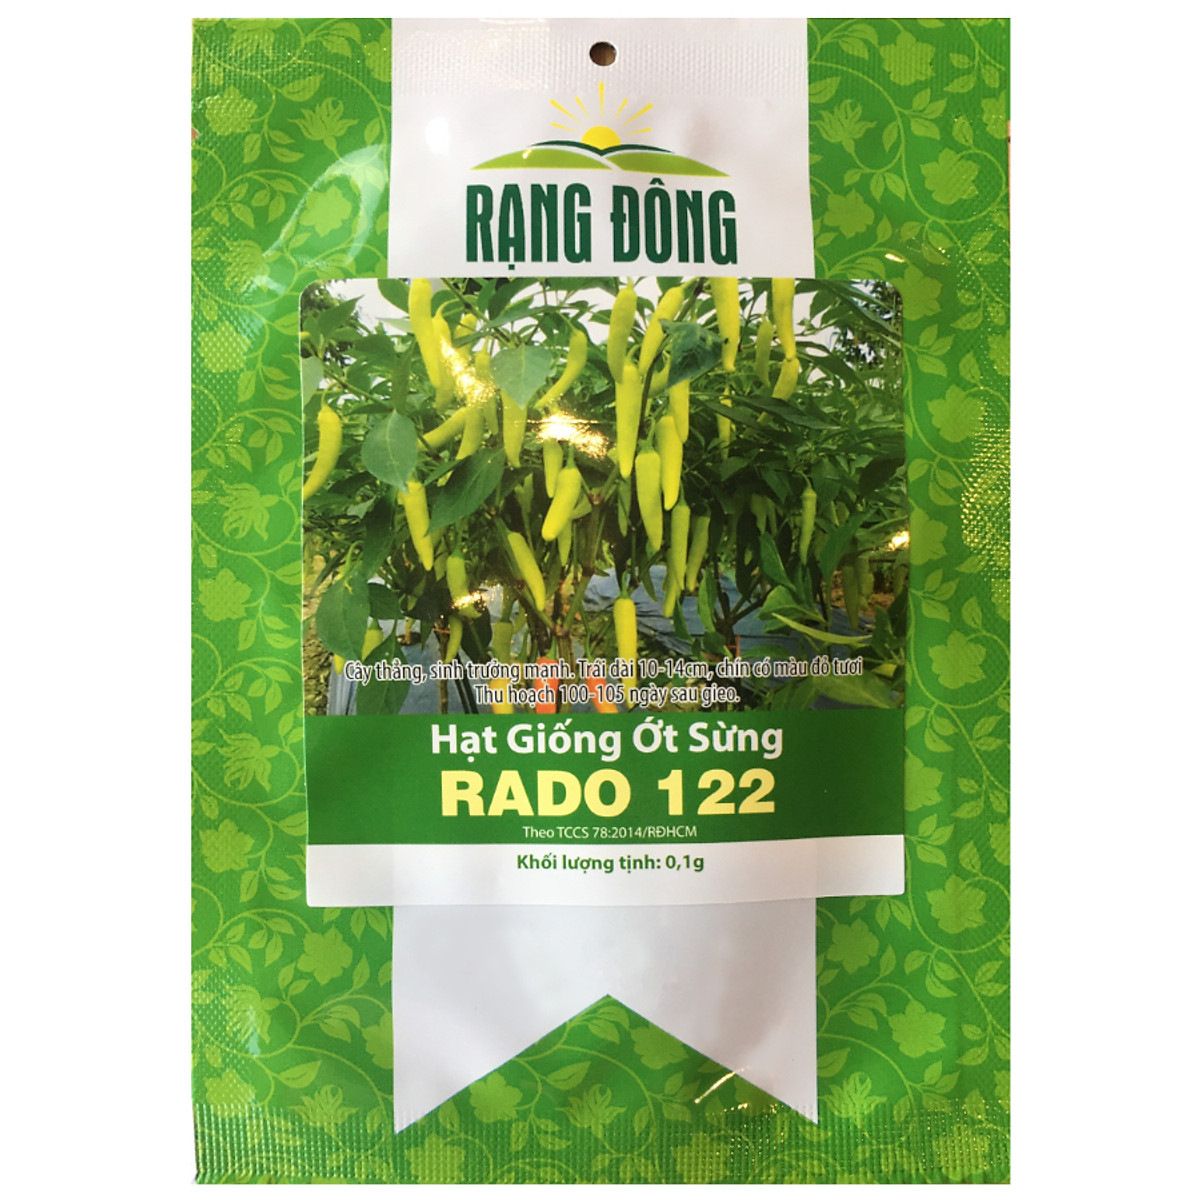 RẠNG ĐÔNG
Cây thẳng, sinh trưởng mạnh. Trái dài 10-14cm, chín có màu đỏ tươi
Thu hoạch 100-105 ngày sau gieo.
Hạt Giống Ớt Sừng
RADO 122
Theo TCCS 78:2014/RĐHCM
Khối lượng tịnh: 0,1g